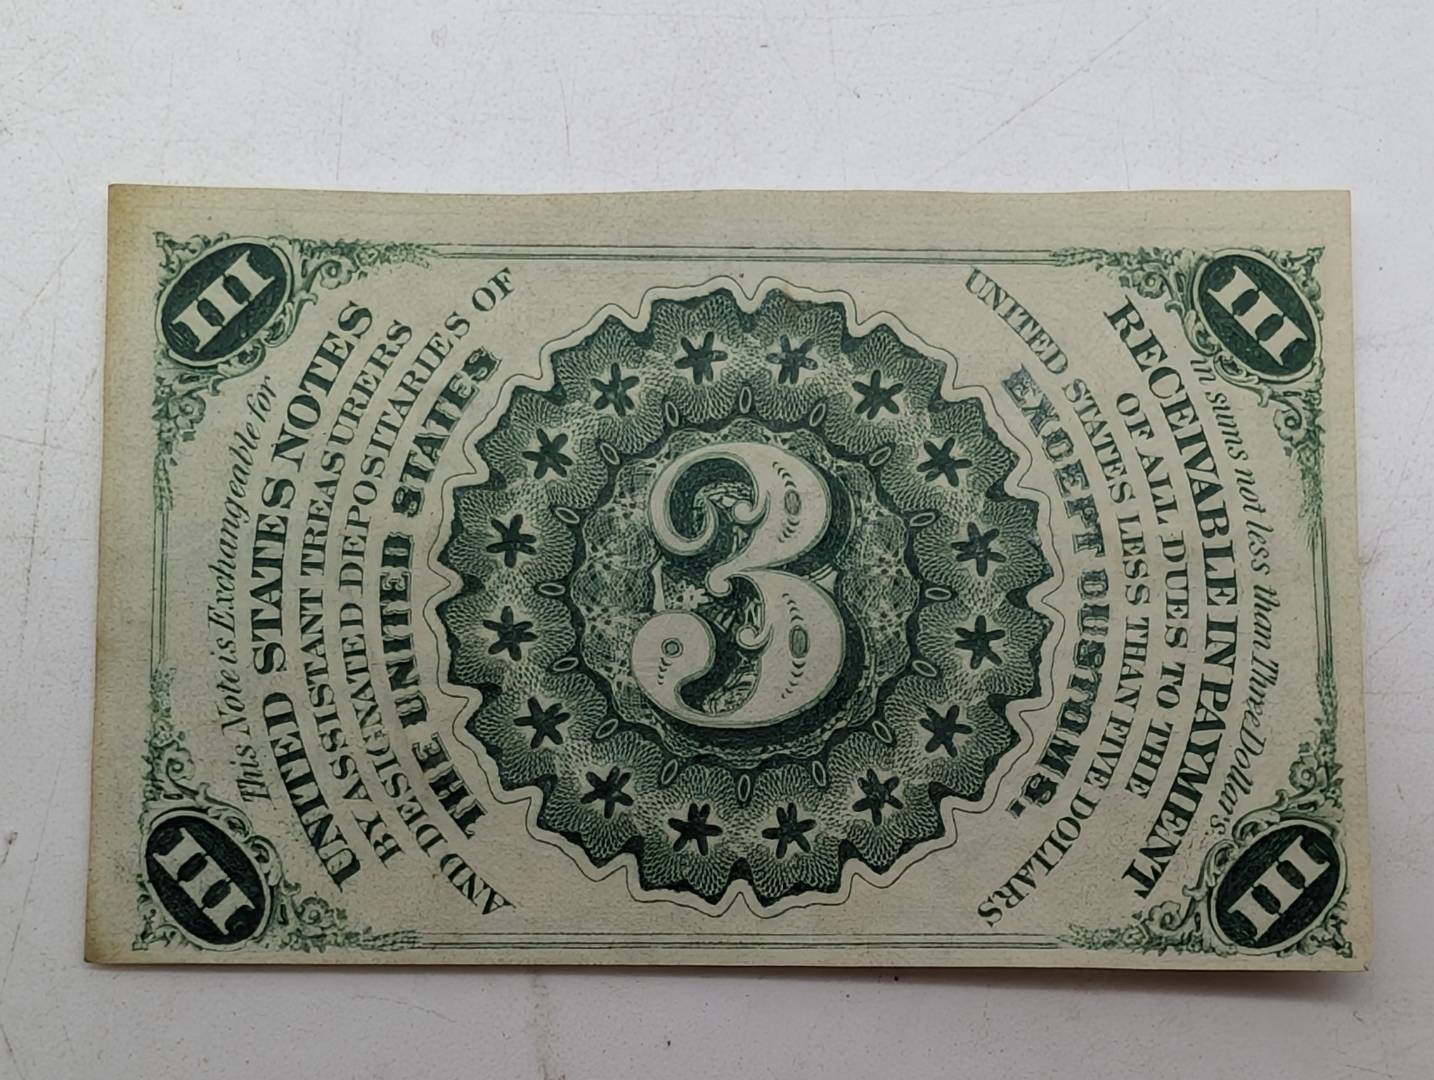 III
III
This Note is Exchangeable for
UNITED STATES NOTES
BY ASSISTANT TREASURERS
AND DESIGNATED DEPOSITARIES OF
THE UNITED STATES
3
RECEIVABLE IN PAYMENT
OF ALL DUES TO THE
UNITED STATES LESS THAN FIVE DOLLARS
EXCEPT CUSTOMS.
in sums not less than Three Dollars.
III
III